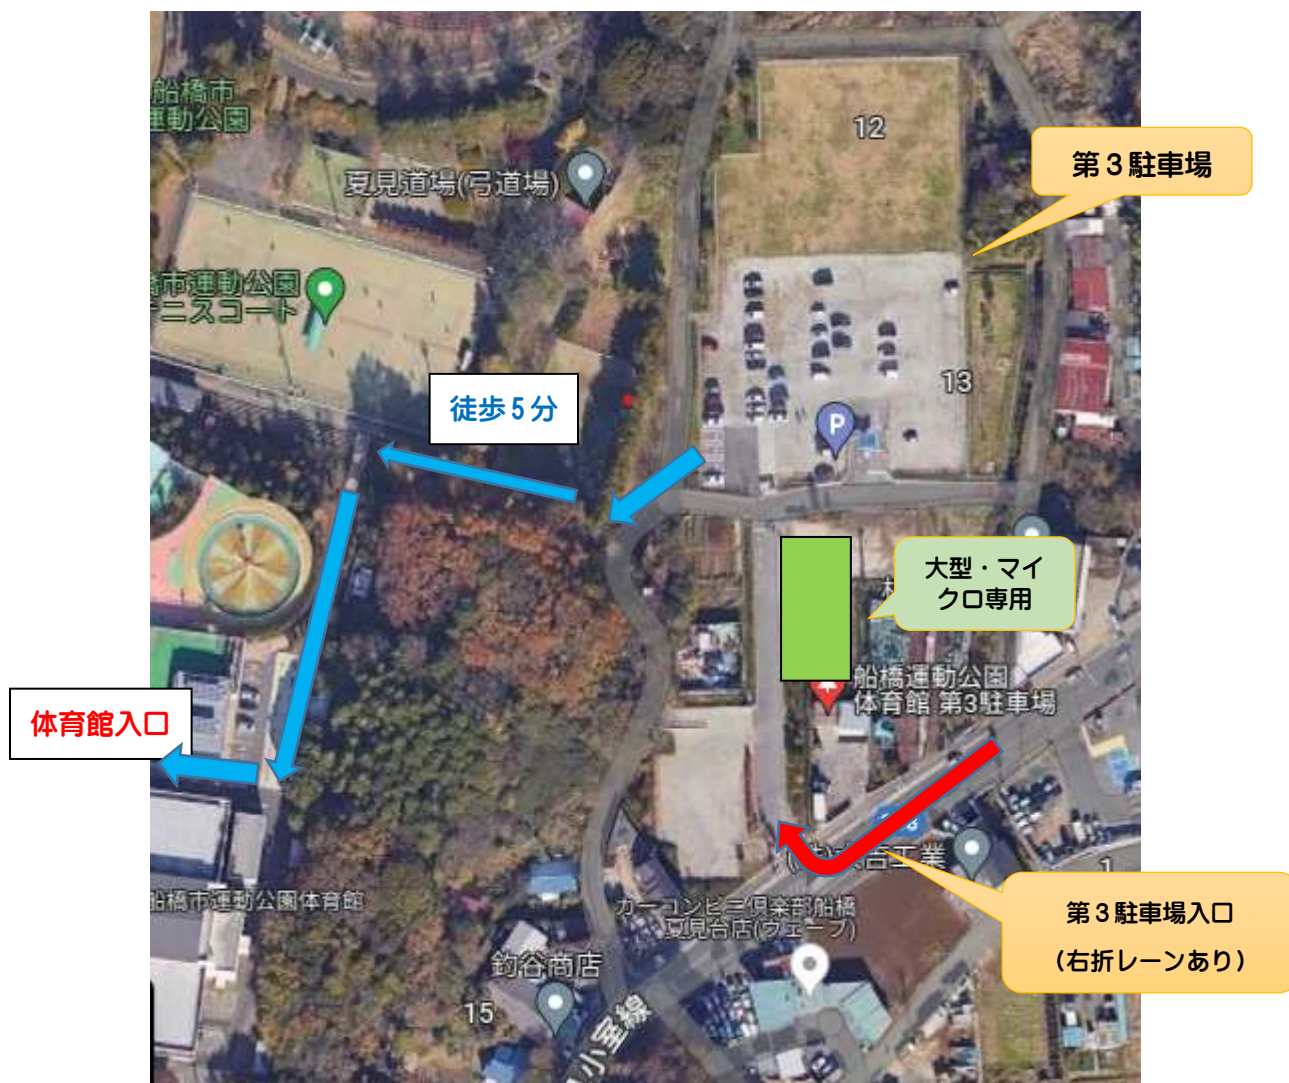 船橋市
運動公園
12
第３駐車場
夏見道場(弓道場)
橋市運動公園
テニスコート
徒歩５分
13
P
大型・マイ
クロ専用
船橋運動公園
体育館 第3駐車場
体育館入口
工業
1
船橋市運動公園体育館
カーコンビニ倶楽部船橋
夏見台店(ウェーブ)
第３駐車場入口
（右折レーンあり）
釣谷商店
15
小室線